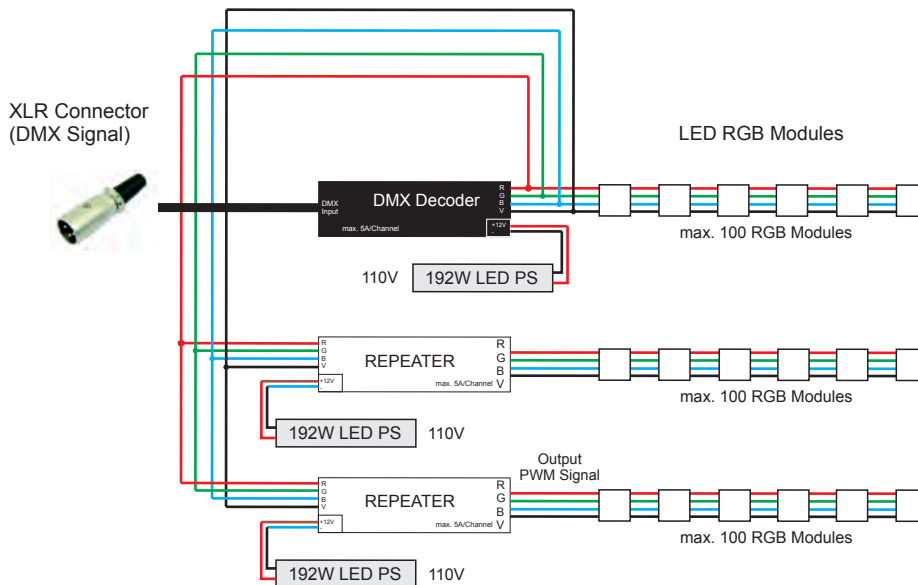 XLR Connector
(DMX Signal)
LED RGB Modules
DMX
Input
DMX Decoder
max. 5A/Channel
R
G
B
V
+12V
-
max. 100 RGB Modules
110V
192W LED PS
R
G
B
V
+12V
-
REPEATER
max. 5A/Channel
R
G
B
V
max. 100 RGB Modules
192W LED PS
110V
Output
PWM Signal
R
G
B
V
+12V
-
REPEATER
max. 5A/Channel
R
G
B
V
max. 100 RGB Modules
192W LED PS
110V